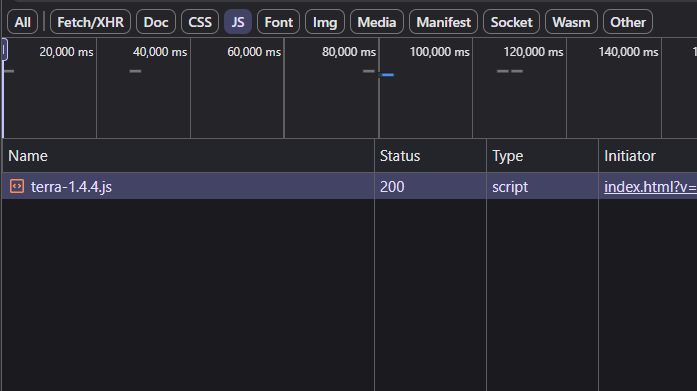 All Fetch/XHR Doc CSS JS Font Img Media Manifest Socket Wasm Other
20,000 ms 40,000 ms 60,000 ms 80,000 ms 100,000 ms 120,000 ms 140,000 ms
Name Status Type Initiator
terra-1.4.4.js 200 script index.html?v=